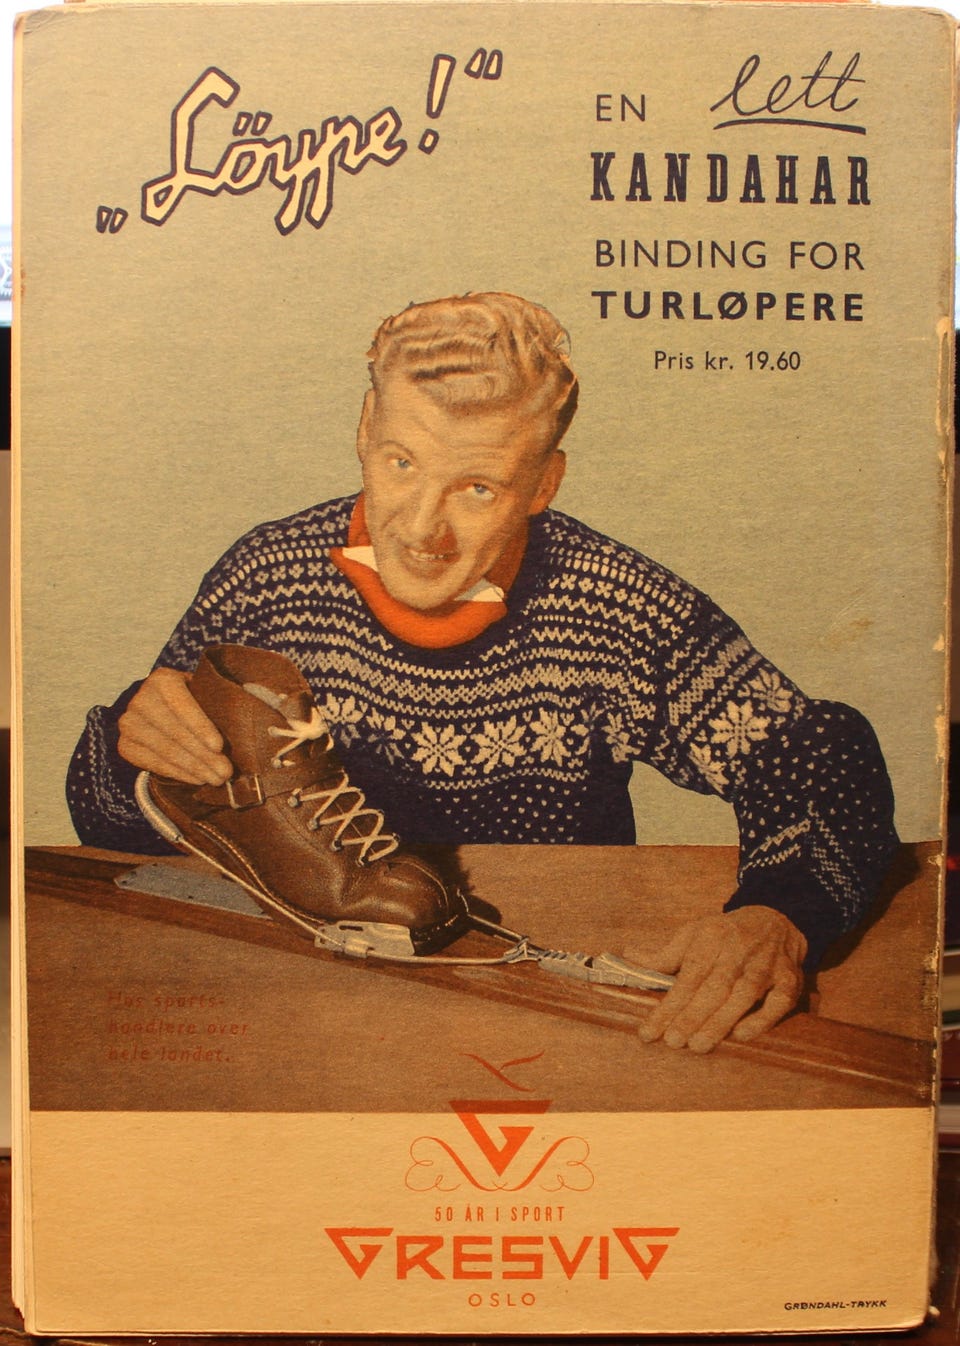 „Löype!”
EN lett
KANDAHAR
BINDING FOR
TURLØPERE
Pris kr. 19.60
Hos sports-
handlere over
hele landet.
50 ÅR I SPORT
GRESVIG
OSLO
GRØNDAHL-TRYKK